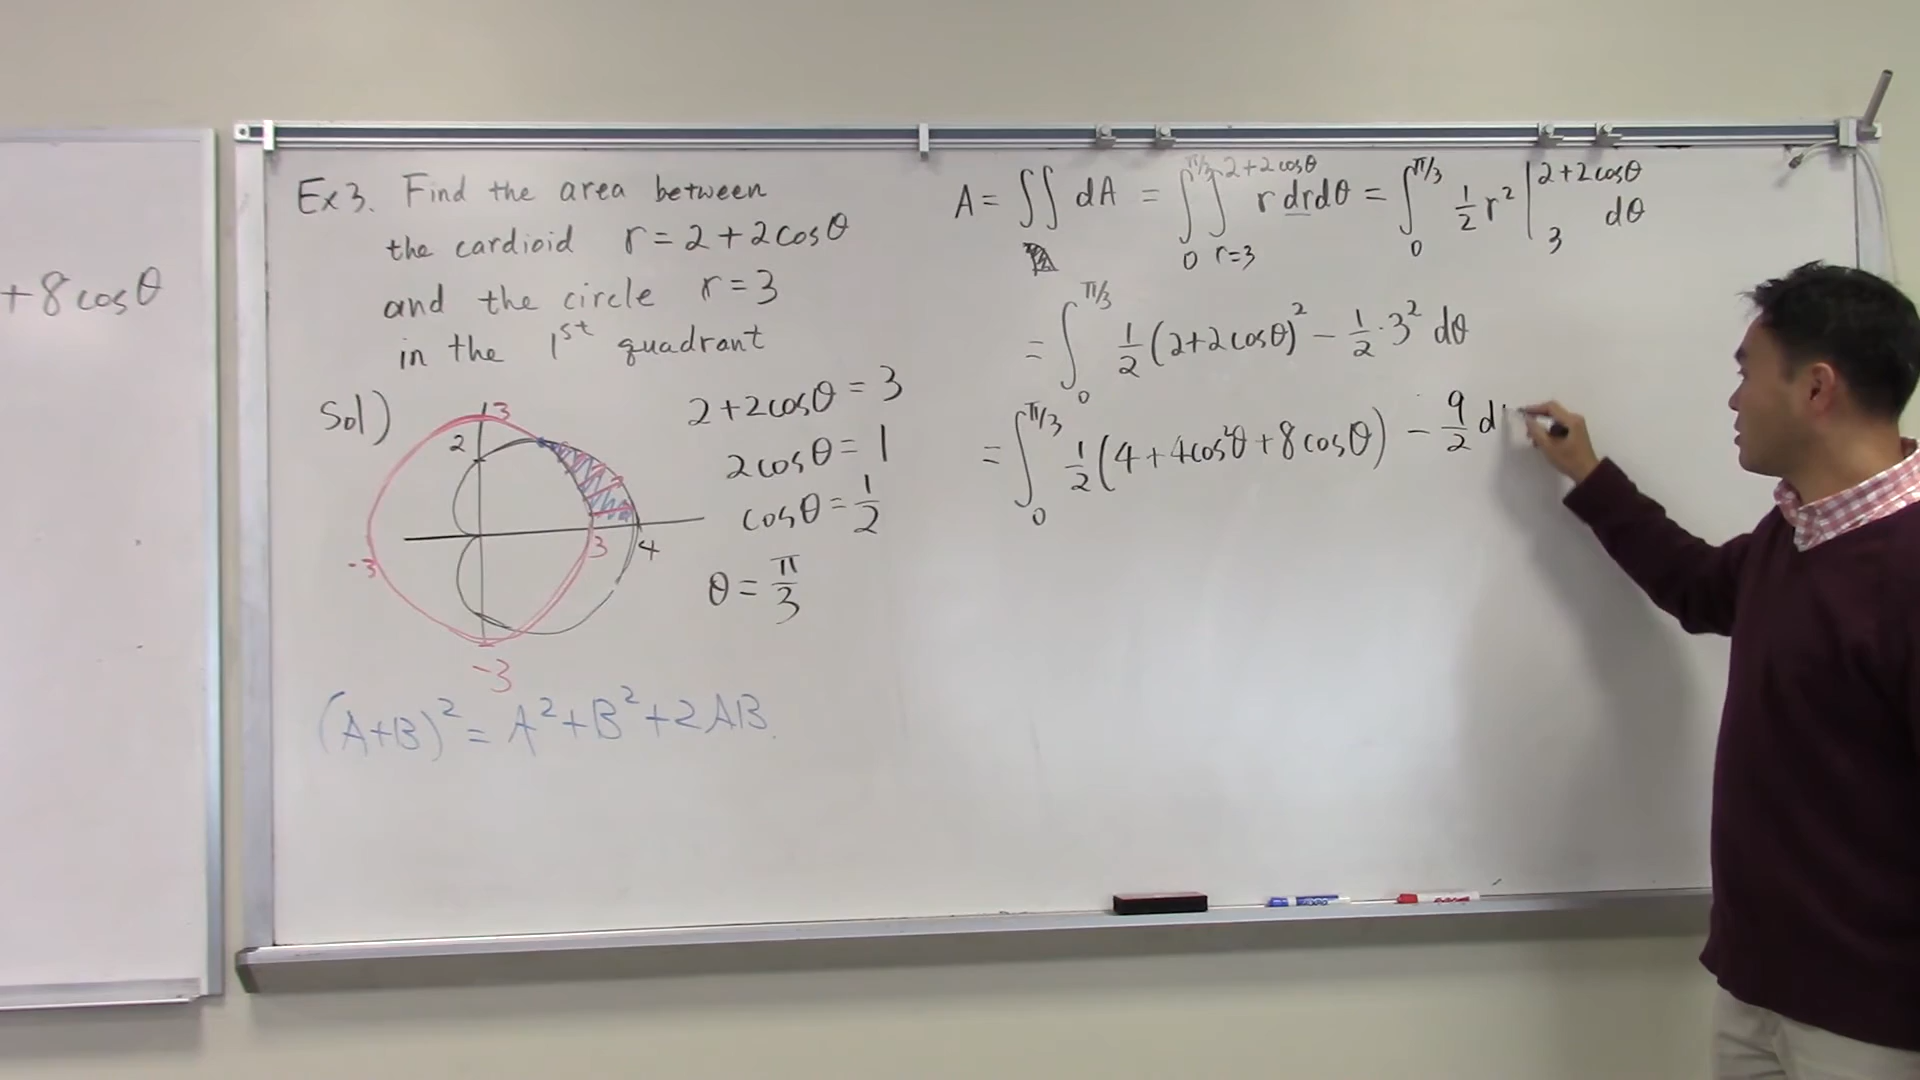 +8cosθ
Ex3. Find the area between
the cardioid r=2+2cosθ
and the circle r=3
in the 1st quadrant
Sol)
3
2
-3
3
4
-3
2+2cosθ=3
2cosθ=1
cosθ=1/2
θ=π/3
(A+B)²=A²+B²+2AB.
A=∬dA = ∫₀^{π/3}∫_{r=3}^{2+2cosθ} r drdθ = ∫₀^{π/3} 1/2 r² |₃^{2+2cosθ} dθ
= ∫₀^{π/3} 1/2(2+2cosθ)² − 1/2·3² dθ
= ∫₀^{π/3} 1/2(4+4cos²θ+8cosθ) − 9/2 d